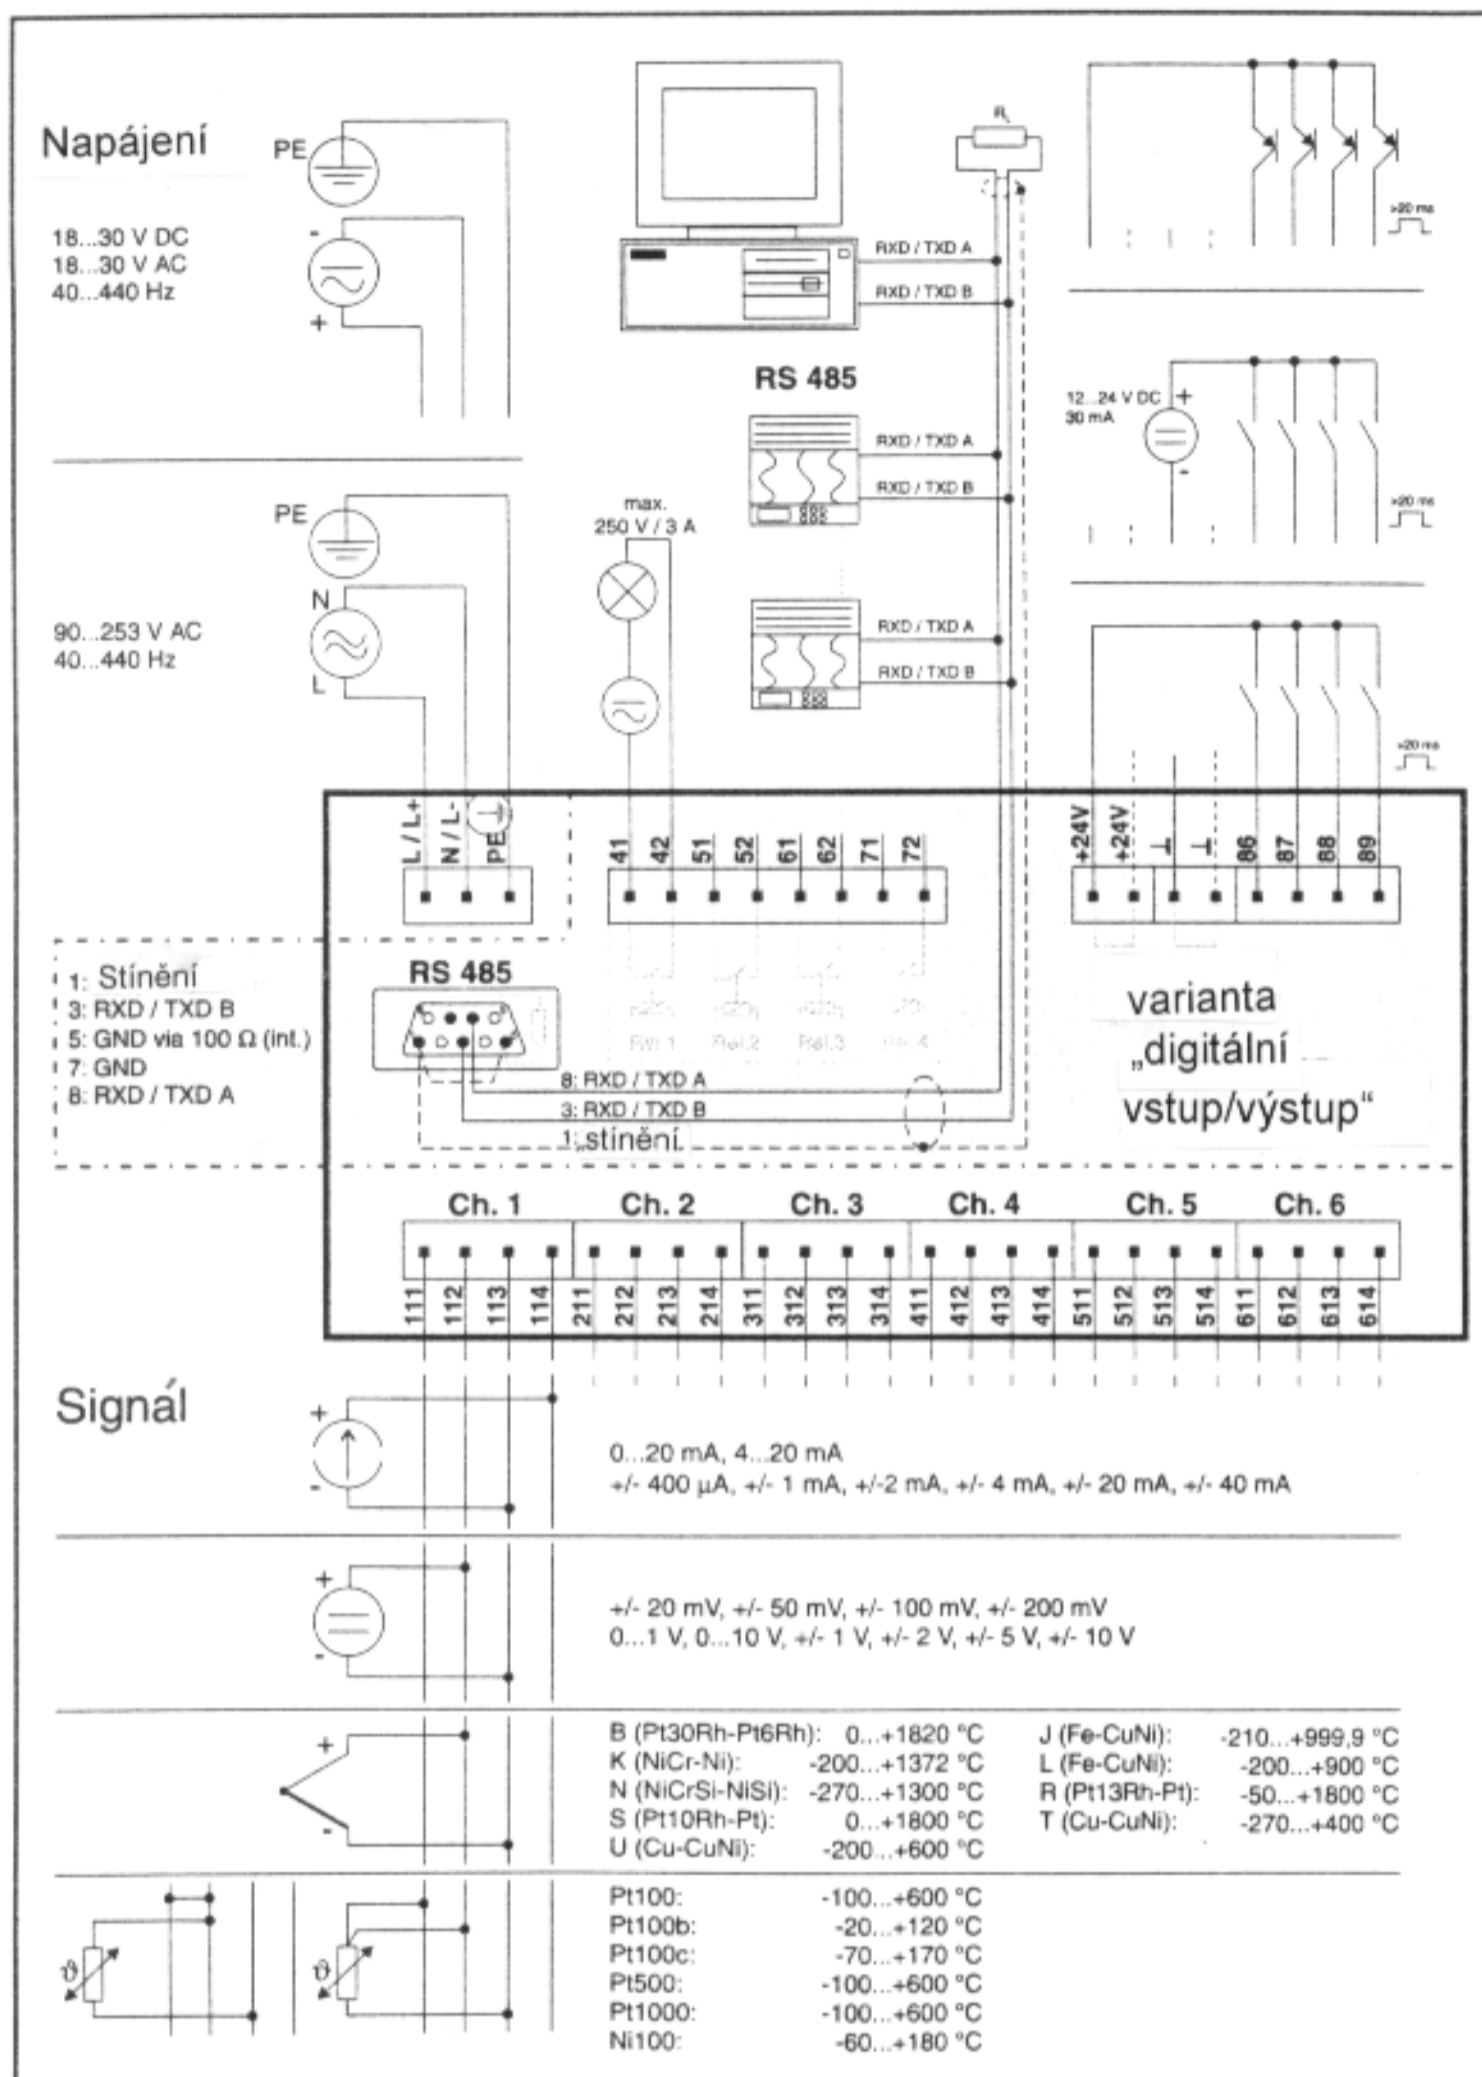 Napájení
PE
18...30 V DC
18...30 V AC
40...440 Hz
-
+
PE
N
90...253 V AC
40...440 Hz
L
RXD / TXD A
RXD / TXD B
RS 485
RXD / TXD A
RXD / TXD B
max.
250 V / 3 A
RXD / TXD A
RXD / TXD B
>20 ms
12...24 V DC +
30 mA
-
>20 ms
>20 ms
L / L+ N / L- PE
41 42 51 52 61 62 71 72
+24V +24V 86 87 88 89
RS 485
1: Stínění
3: RXD / TXD B
5: GND via 100 Ω (int.)
7: GND
8: RXD / TXD A
Rel.2 Rel.3
8: RXD / TXD A
3: RXD / TXD B
1: „stínění
varianta
„digitální
vstup/výstup“
Ch. 1 Ch. 2 Ch. 3 Ch. 4 Ch. 5 Ch. 6
111 112 113 114 211 212 213 214 311 312 313 314 411 412 413 414 511 512 513 514 611 612 613 614
Signál
+
-
0...20 mA, 4...20 mA
+/- 400 µA, +/- 1 mA, +/-2 mA, +/- 4 mA, +/- 20 mA, +/- 40 mA
+
-
+/- 20 mV, +/- 50 mV, +/- 100 mV, +/- 200 mV
0...1 V, 0...10 V, +/- 1 V, +/- 2 V, +/- 5 V, +/- 10 V
+
-
B (Pt30Rh-Pt6Rh): 0...+1820 °C J (Fe-CuNi): -210...+999,9 °C
K (NiCr-Ni): -200...+1372 °C L (Fe-CuNi): -200...+900 °C
N (NiCrSi-NiSi): -270...+1300 °C R (Pt13Rh-Pt): -50...+1800 °C
S (Pt10Rh-Pt): 0...+1800 °C T (Cu-CuNi): -270...+400 °C
U (Cu-CuNi): -200...+600 °C
ϑ
ϑ
Pt100: -100...+600 °C
Pt100b: -20...+120 °C
Pt100c: -70...+170 °C
Pt500: -100...+600 °C
Pt1000: -100...+600 °C
Ni100: -60...+180 °C